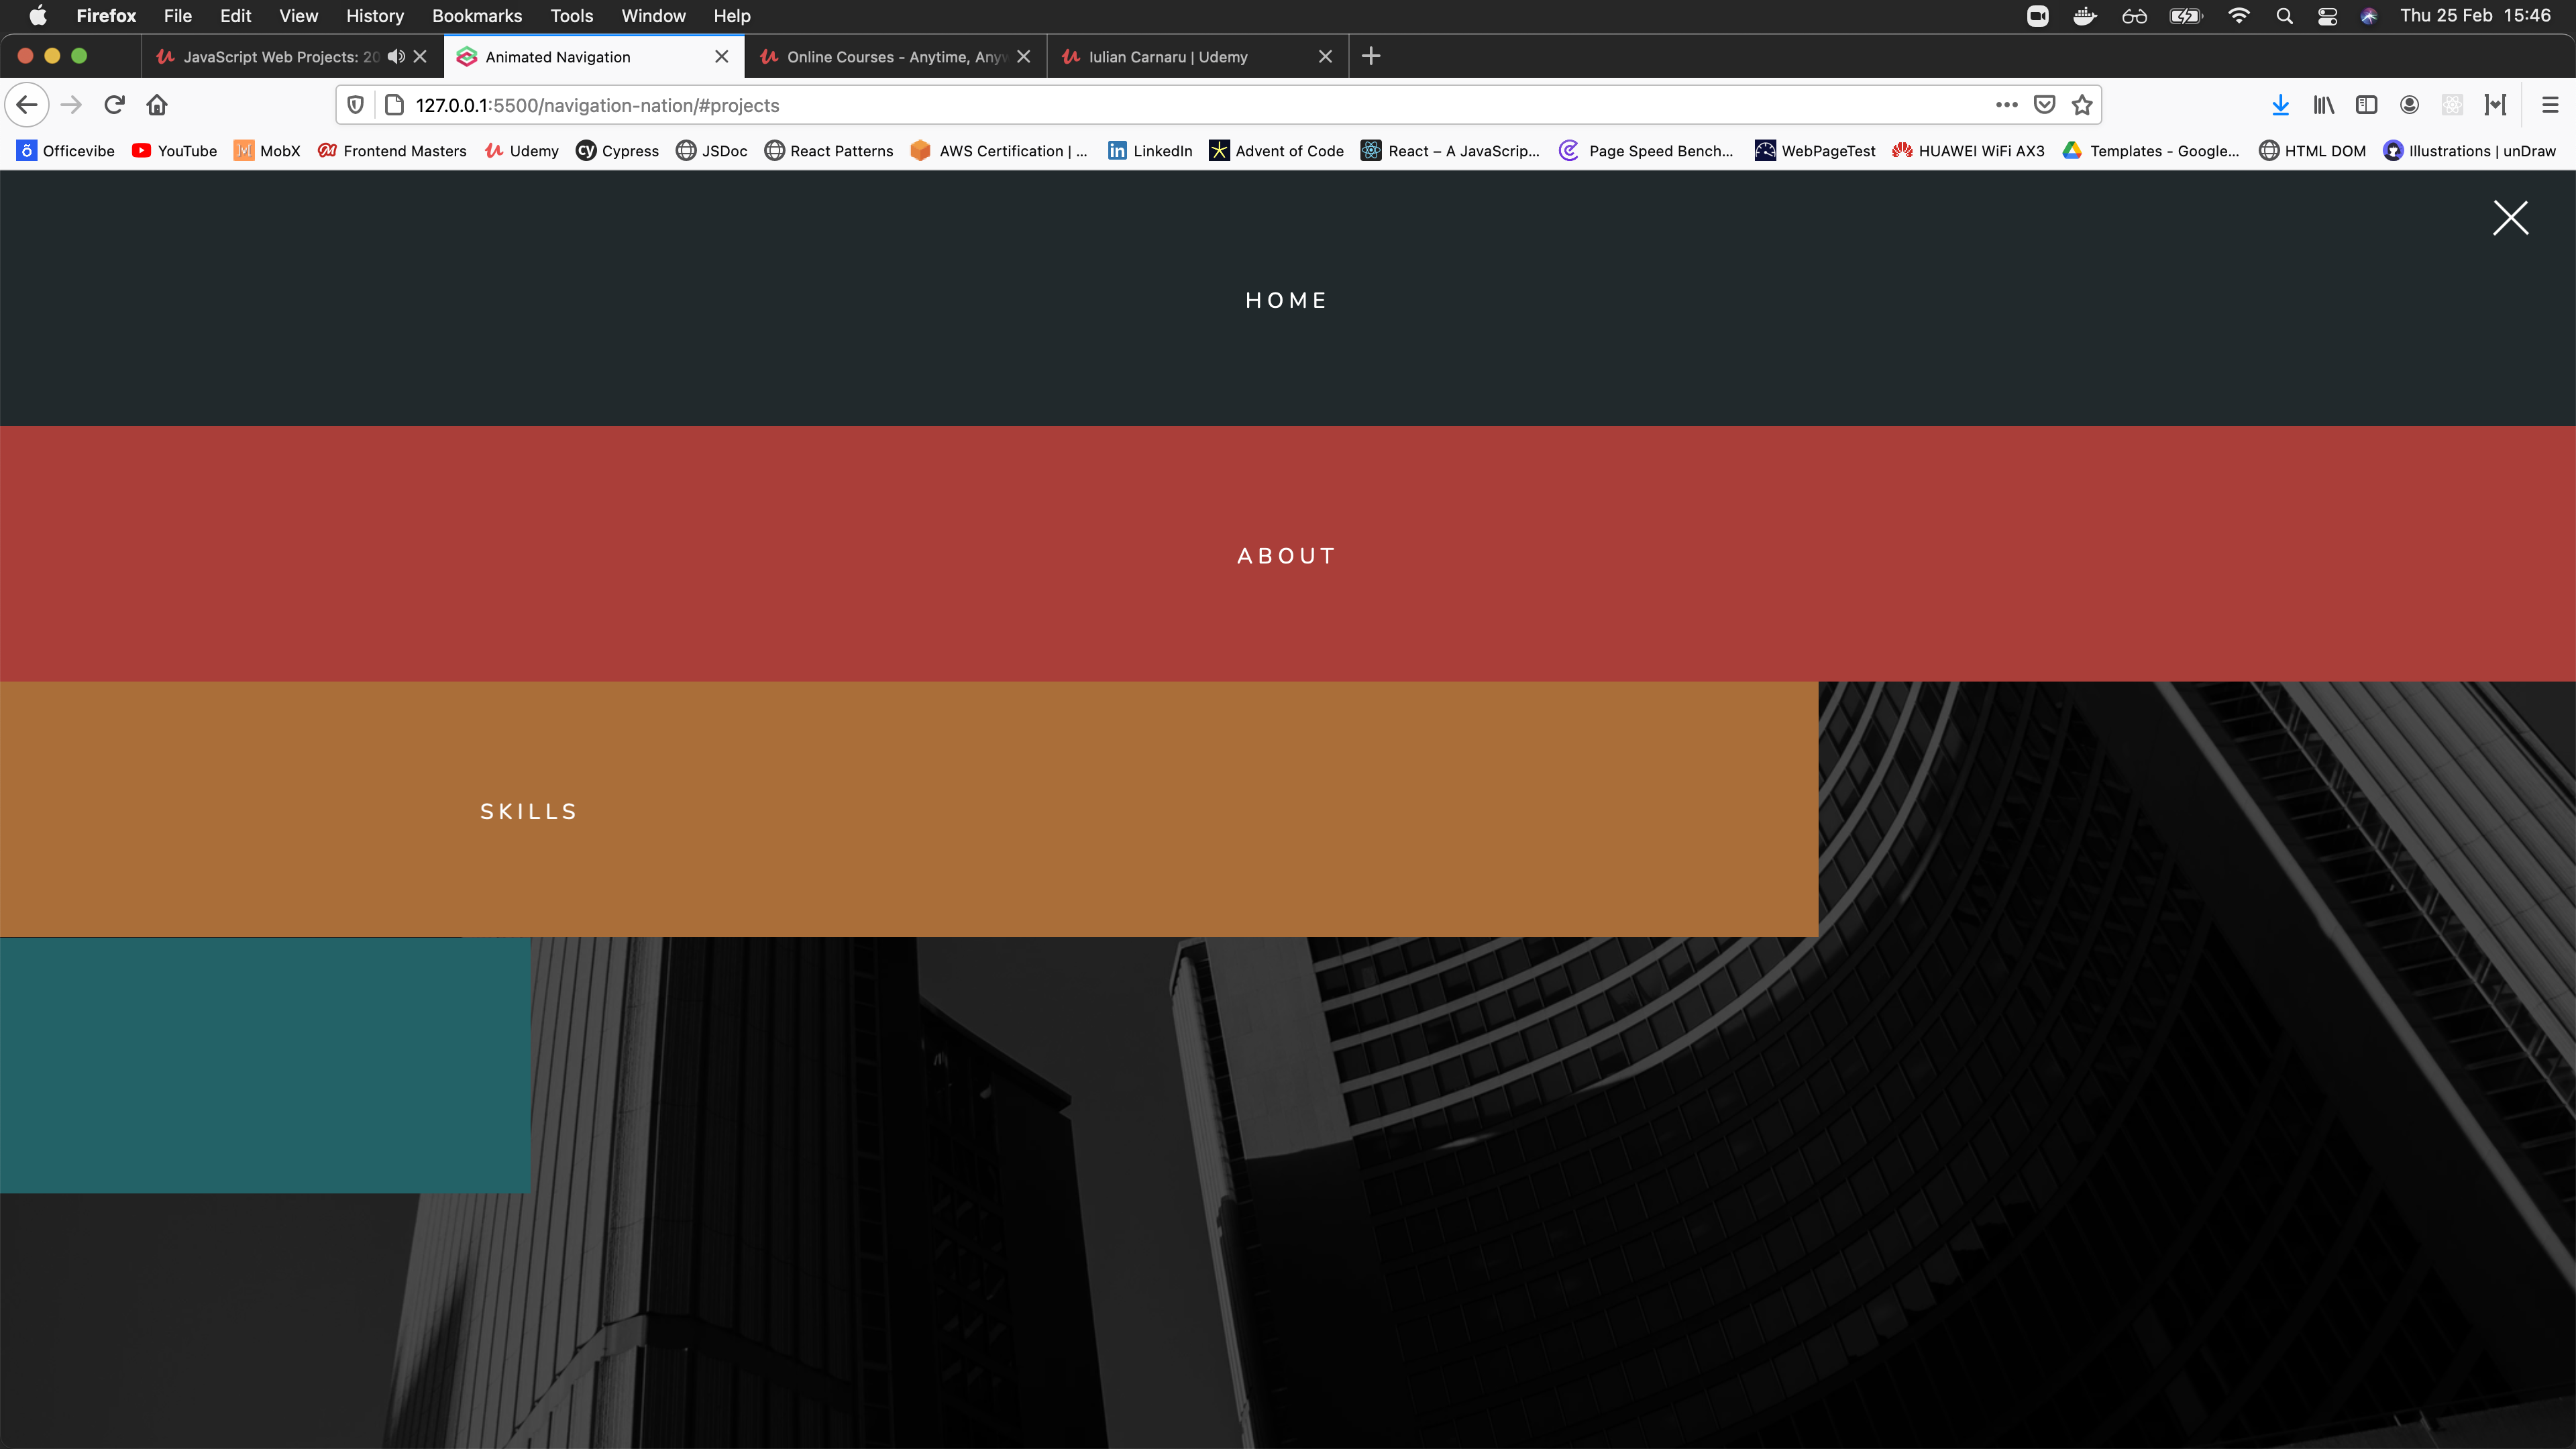 Firefox File Edit View History Bookmarks Tools Window Help Thu 25 Feb 15:46
JavaScript Web Projects: 20 Animated Navigation Online Courses - Anytime, Anyw Iulian Carnaru | Udemy
127.0.0.1:5500/navigation-nation/#projects
Officevibe YouTube MobX Frontend Masters Udemy Cypress JSDoc React Patterns AWS Certification | ... LinkedIn Advent of Code React – A JavaScrip... Page Speed Bench... WebPageTest HUAWEI WiFi AX3 Templates - Google... HTML DOM Illustrations | unDraw
HOME
ABOUT
SKILLS